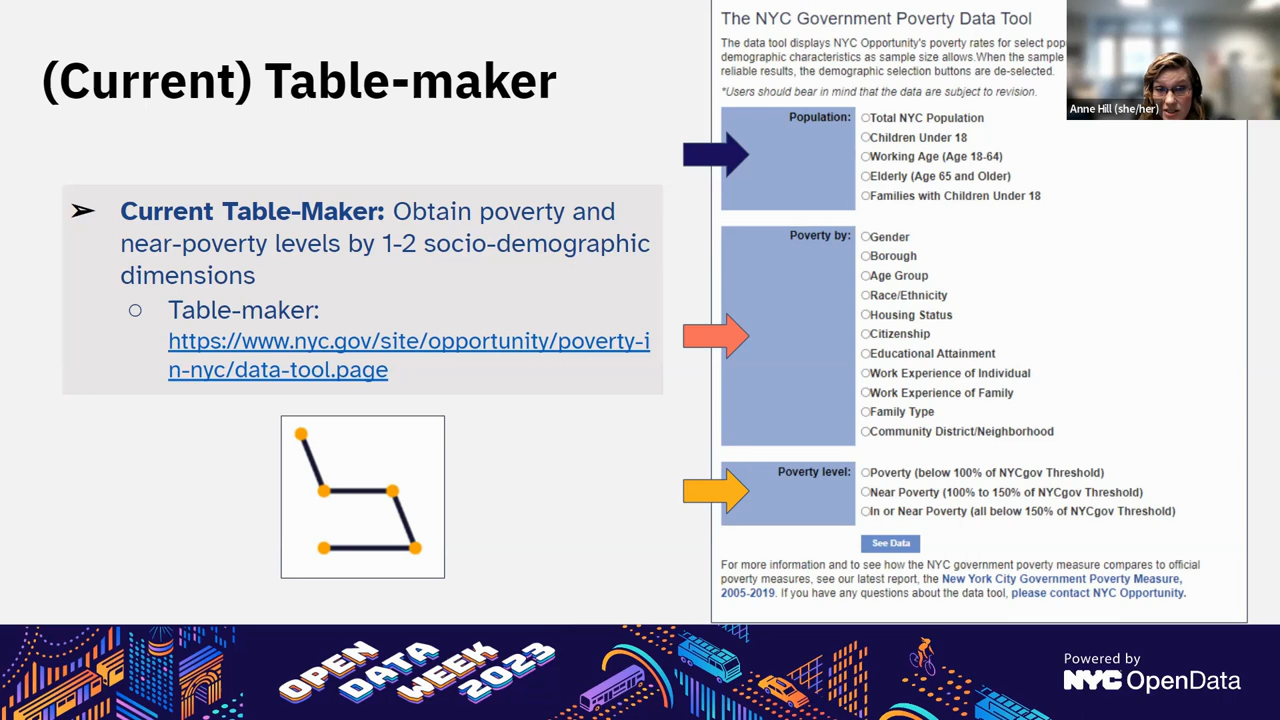 (Current) Table-maker
➢ Current Table-Maker: Obtain poverty and
near-poverty levels by 1-2 socio-demographic
dimensions
○ Table-maker:
https://www.nyc.gov/site/opportunity/poverty-i
n-nyc/data-tool.page
The NYC Government Poverty Data Tool
The data tool displays NYC Opportunity's poverty rates for select
demographic characteristics as sample size allows.When the sample
reliable results, the demographic selection buttons are de-selected.
*Users should bear in mind that the data are subject to revision.
Anne Hill (she/her)
Population:
Total NYC Population
Children Under 18
Working Age (Age 18-64)
Elderly (Age 65 and Older)
Families with Children Under 18
Poverty by:
Gender
Borough
Age Group
Race/Ethnicity
Housing Status
Citizenship
Educational Attainment
Work Experience of Individual
Work Experience of Family
Family Type
Community District/Neighborhood
Poverty level:
Poverty (below 100% of NYCgov Threshold)
Near Poverty (100% to 150% of NYCgov Threshold)
In or Near Poverty (all below 150% of NYCgov Threshold)
See Data
For more information and to see how the NYC government poverty measure compares to official
poverty measures, see our latest report, the New York City Government Poverty Measure,
2005-2019. If you have any questions about the data tool, please contact NYC Opportunity.
OPEN
DATA
WEEK
2023
Powered by
NYC OpenData